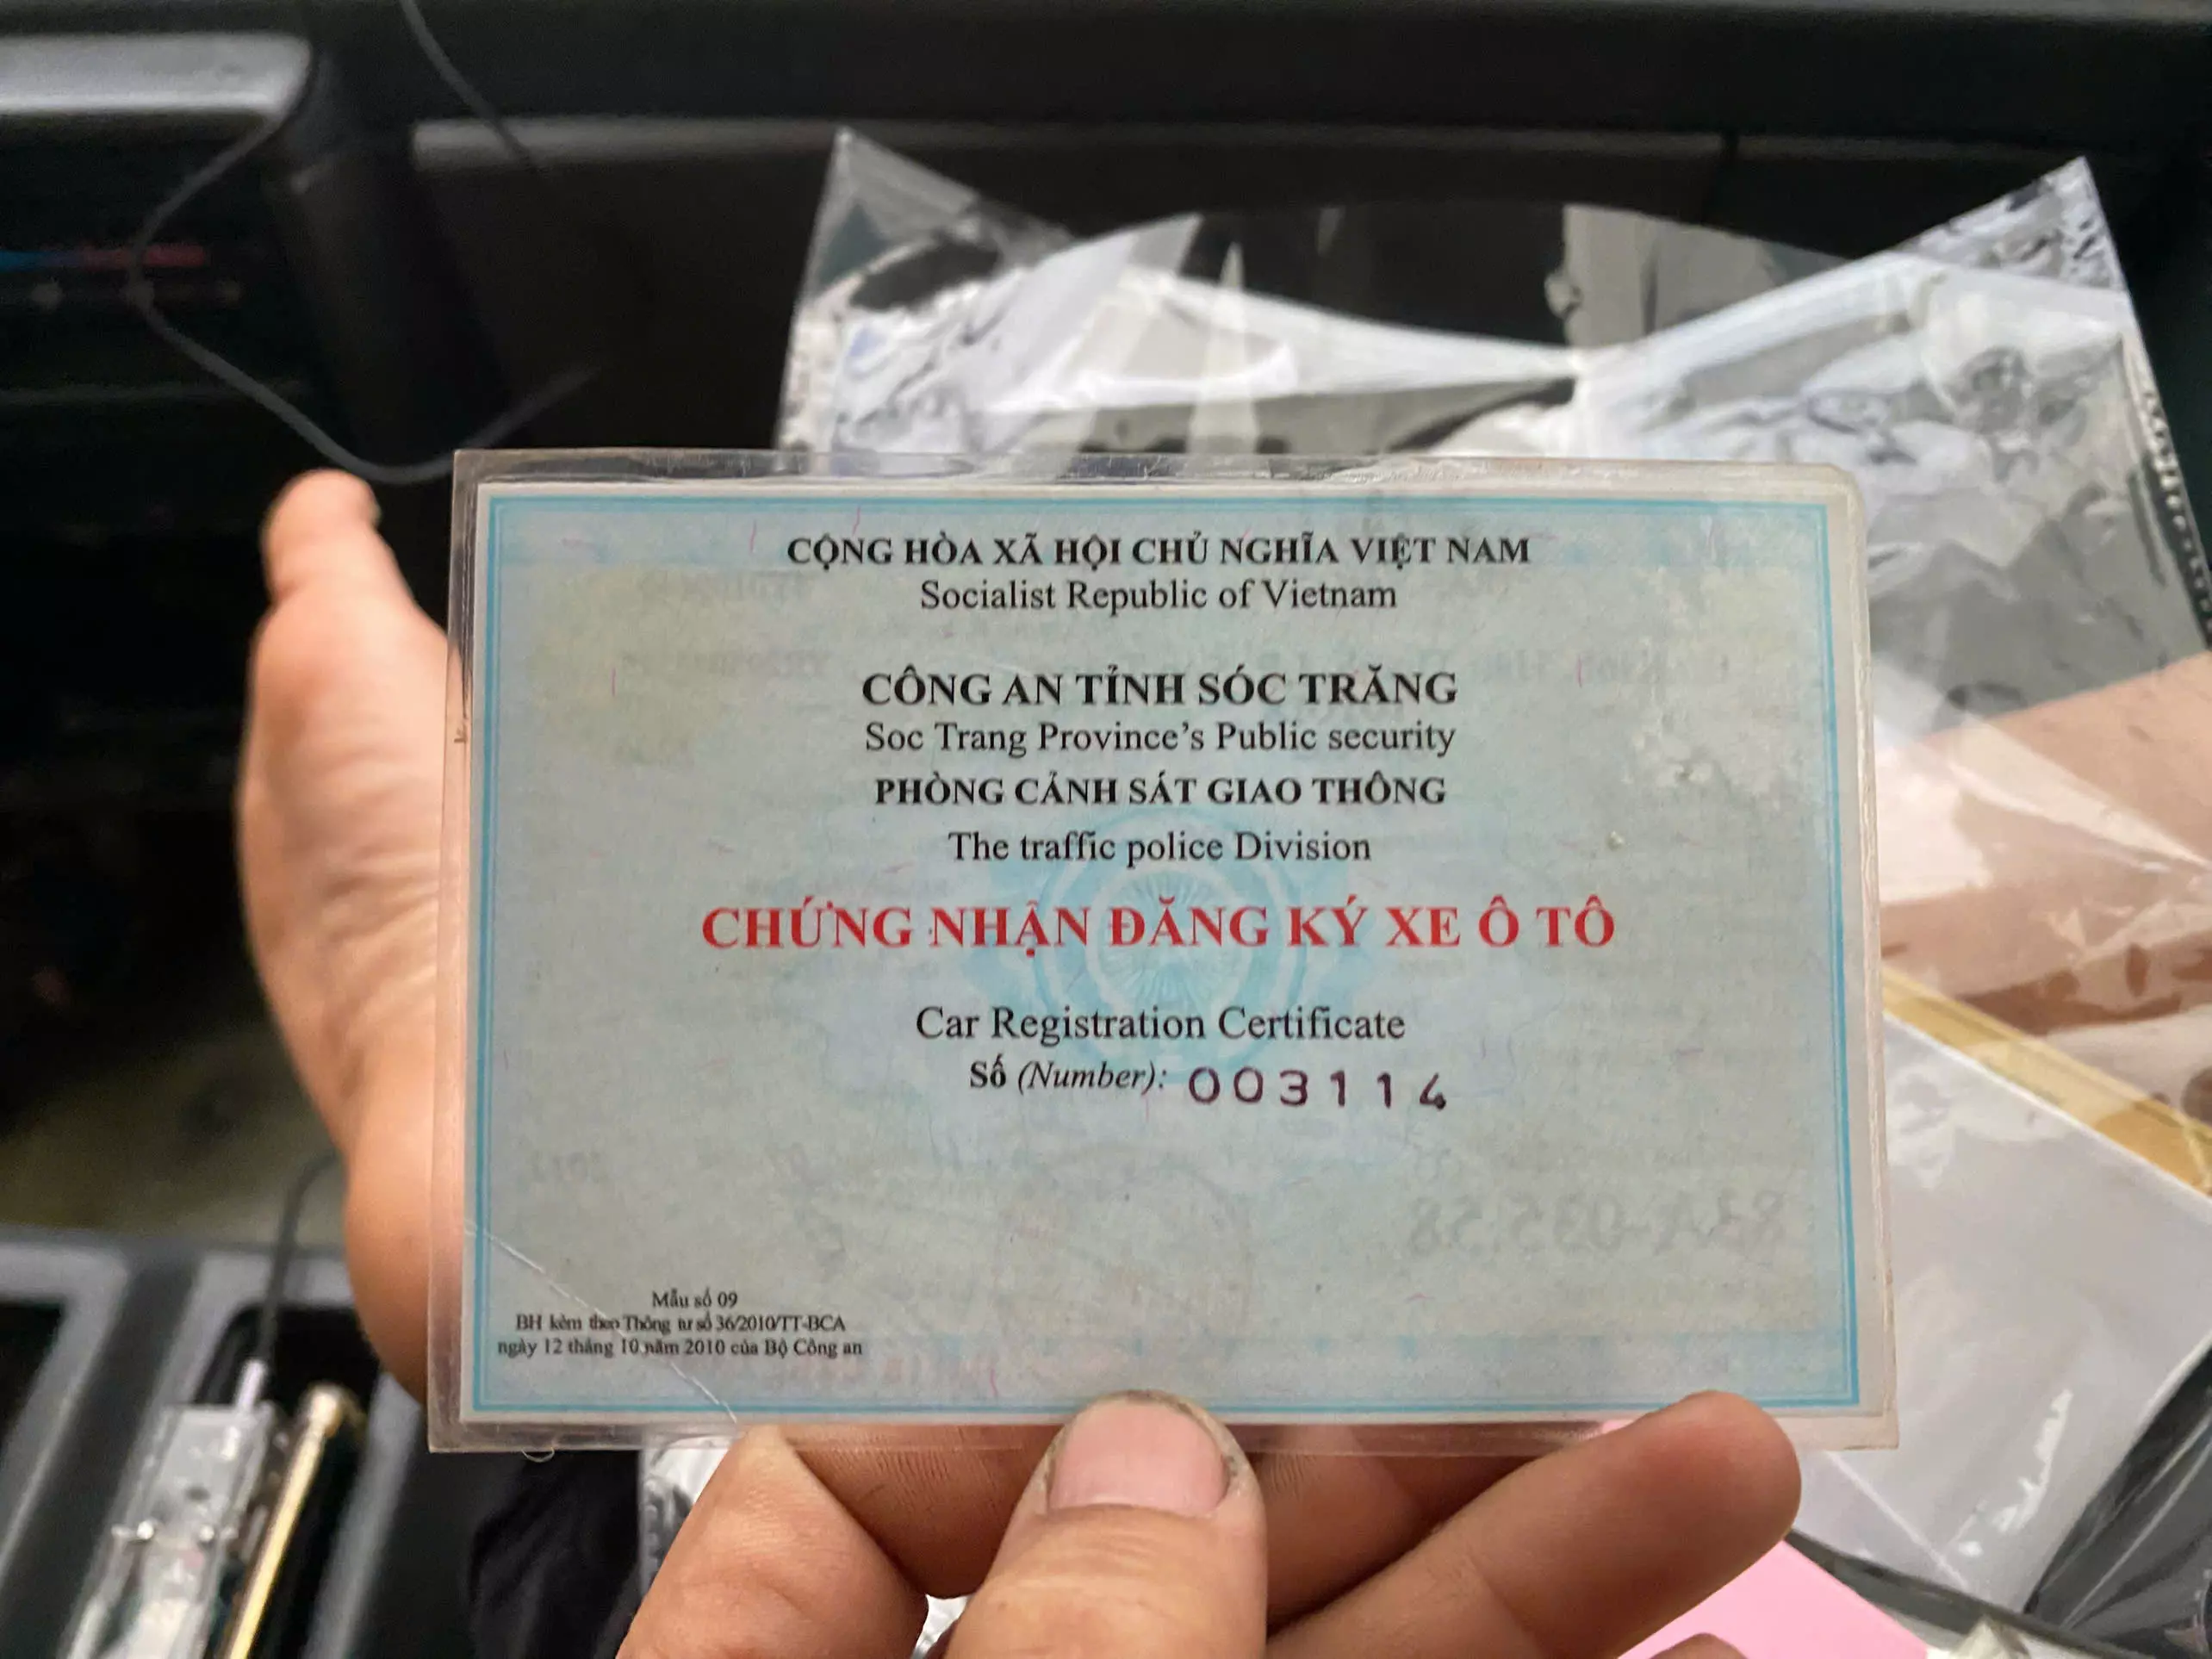 CỘNG HÒA XÃ HỘI CHỦ NGHĨA VIỆT NAM
Socialist Republic of Vietnam
CÔNG AN TỈNH SÓC TRĂNG
Soc Trang Province's Public security
PHÒNG CẢNH SÁT GIAO THÔNG
The traffic police Division
CHỨNG NHẬN ĐĂNG KÝ XE Ô TÔ
Car Registration Certificate
Số (Number): 003114
Mẫu số 09
BH kèm theo Thông tư số 36/2010/TT-BCA
ngày 12 tháng 10 năm 2010 của Bộ Công an